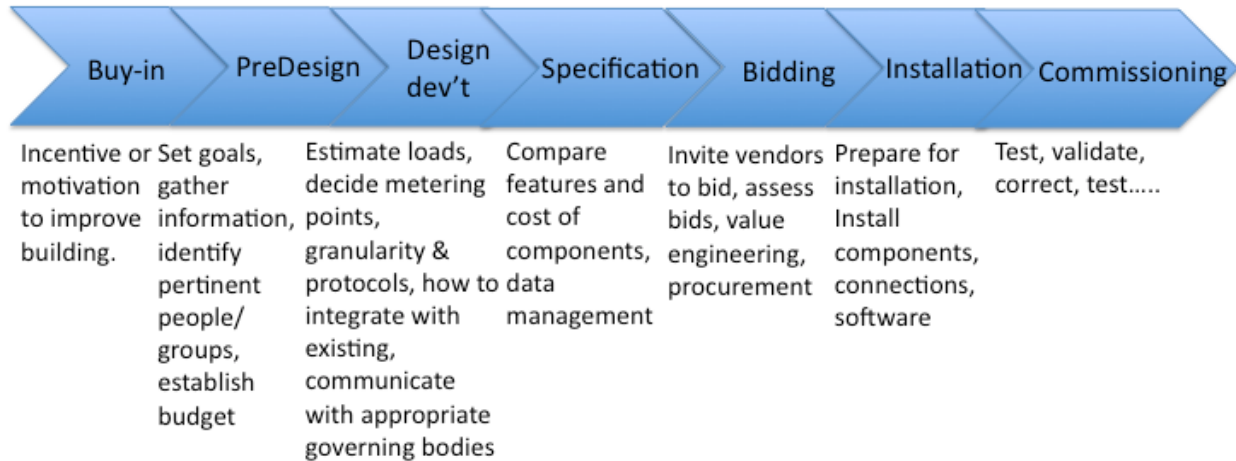 Buy-in
PreDesign
Design
dev't
Specification
Bidding
Installation
Commissioning
Incentive or
motivation
to improve
building.
Set goals,
gather
information,
identify
pertinent
people/
groups,
establish
budget
Estimate loads,
decide metering
points,
granularity &
protocols, how to
integrate with
existing,
communicate
with appropriate
governing bodies
Compare
features and
cost of
components,
data
management
Invite vendors
to bid, assess
bids, value
engineering,
procurement
Prepare for
installation,
Install
components,
connections,
software
Test, validate,
correct, test.....